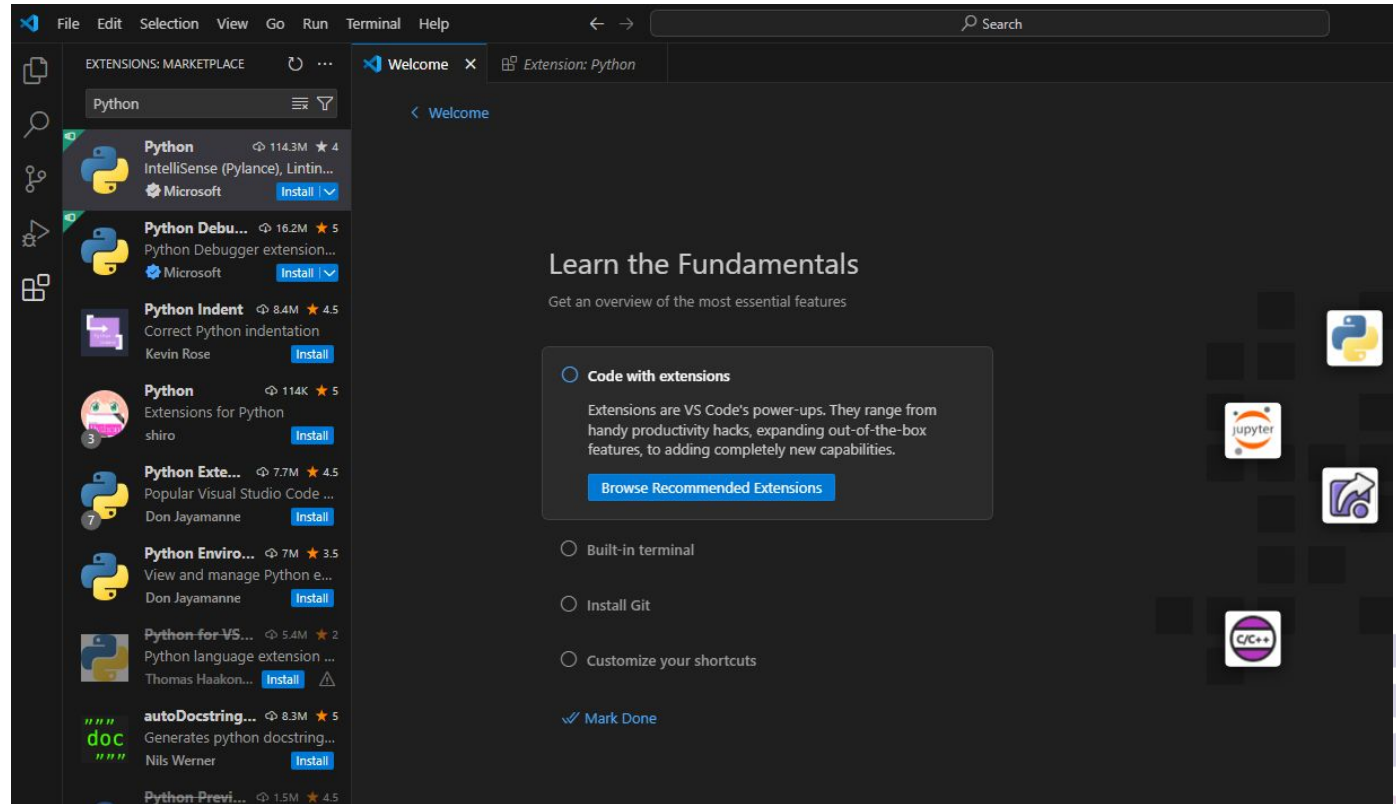 File Edit Selection View Go Run Terminal Help
Search
EXTENSIONS: MARKETPLACE
Welcome
Extension: Python
Python
Welcome
Python 114.3M 4
IntelliSense (Pylance), Lintin...
Microsoft Install
Python Debu... 16.2M 5
Python Debugger extension...
Microsoft Install
Python Indent 8.4M 4.5
Correct Python indentation
Kevin Rose Install
Python 114K 5
Extensions for Python
3
shiro Install
Python Exte... 7.7M 4.5
Popular Visual Studio Code ...
7
Don Jayamanne Install
Python Enviro... 7M 3.5
View and manage Python e...
Don Jayamanne Install
Python for VS... 5.4M 2
Python language extension ...
Thomas Haakon... Install
autoDocstring... 8.3M 5
Generates python docstring...
""" doc """
Nils Werner Install
Python Previ... 1.5M 4.5
Learn the Fundamentals
Get an overview of the most essential features
Code with extensions
Extensions are VS Code's power-ups. They range from
handy productivity hacks, expanding out-of-the-box
features, to adding completely new capabilities.
Browse Recommended Extensions
Built-in terminal
Install Git
Customize your shortcuts
Mark Done
jupyter
C/C++